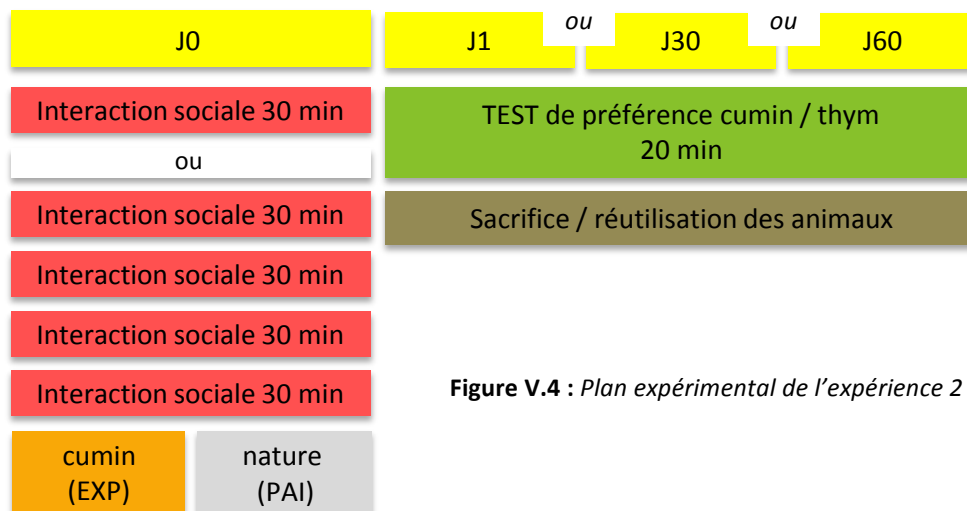 J0
J1
ou
J30
ou
J60
Interaction sociale 30 min
ou
Interaction sociale 30 min
Interaction sociale 30 min
Interaction sociale 30 min
Interaction sociale 30 min
cumin
(EXP)
nature
(PAI)
TEST de préférence cumin / thym
20 min
Sacrifice / réutilisation des animaux
Figure V.4 : Plan expérimental de l’expérience 2